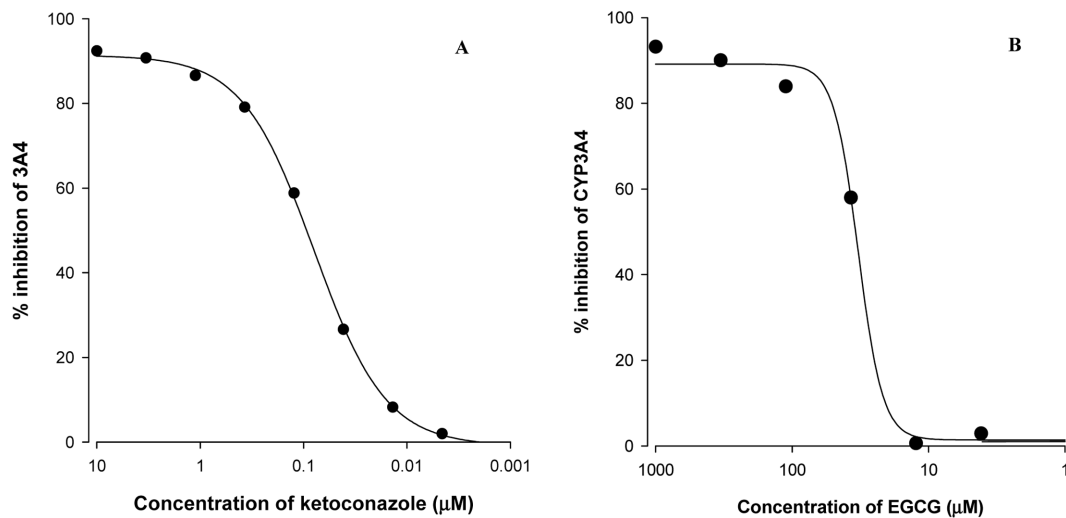 A
% inhibition of 3A4
100
80
60
40
20
0
10 1 0.1 0.01 0.001
Concentration of ketoconazole (μM)
B
% inhibition of CYP3A4
100
80
60
40
20
0
1000 100 10 1
Concentration of EGCG (μM)